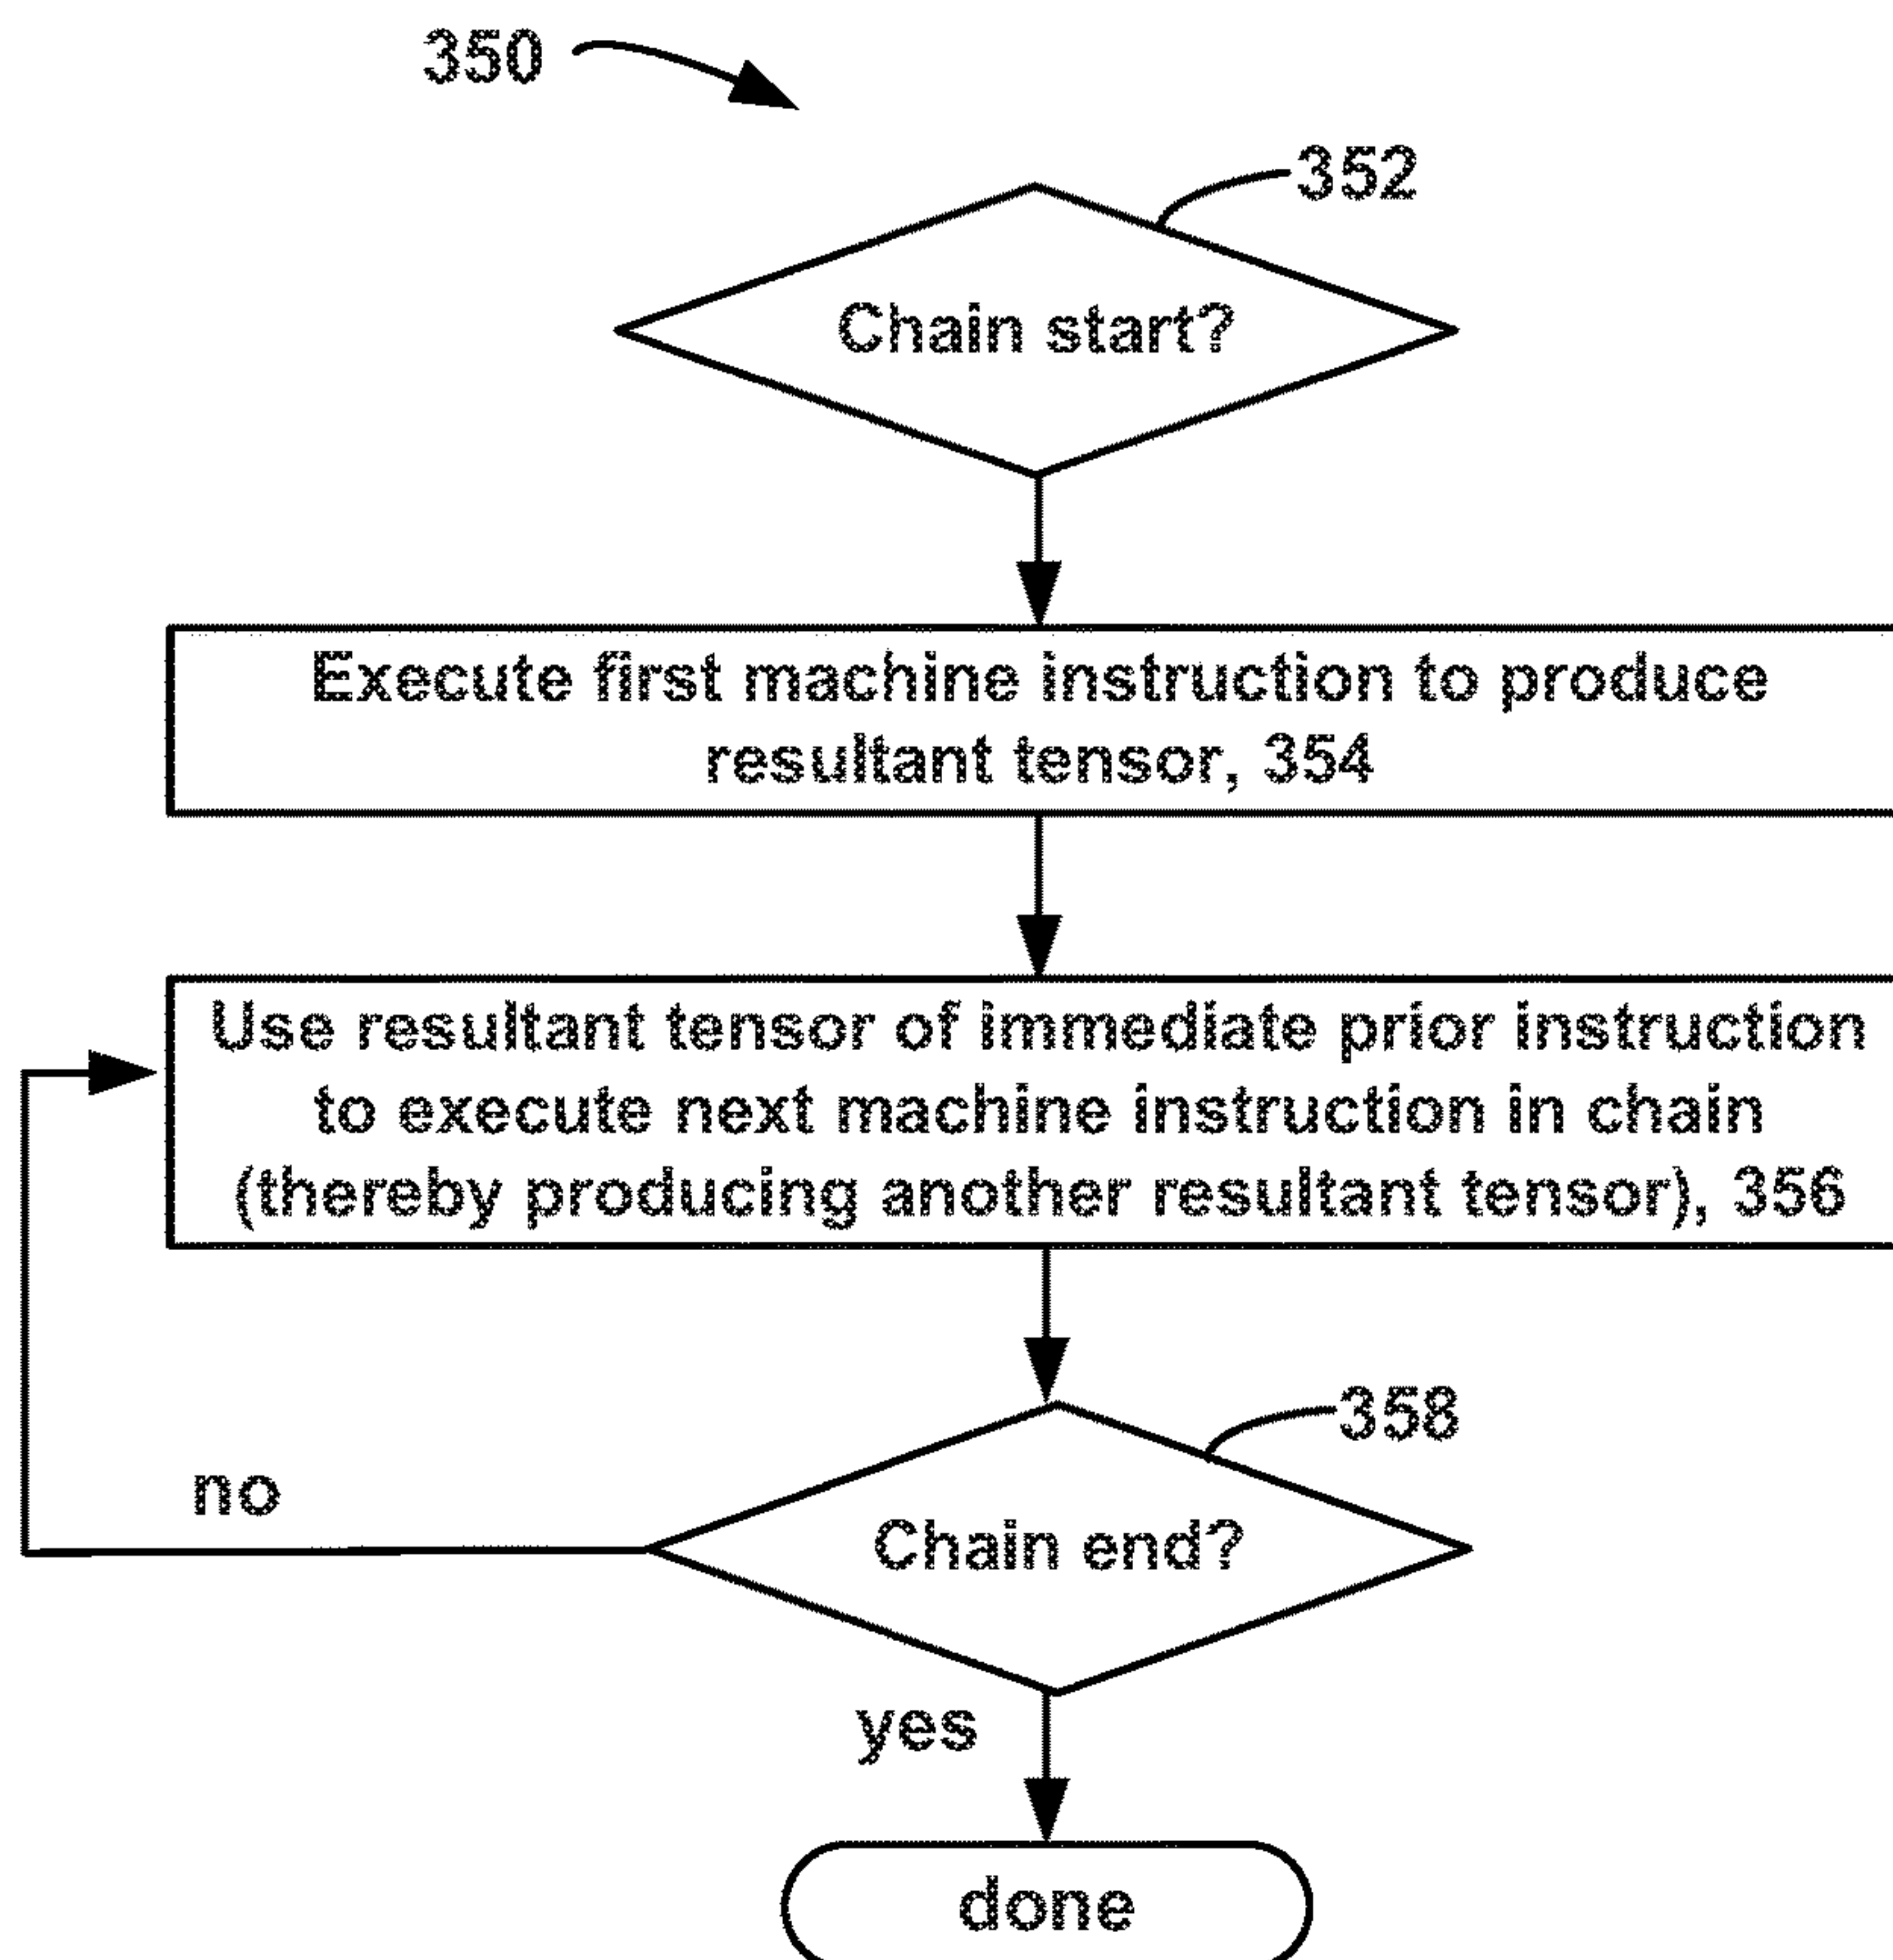 350
352
Chain start?
Execute first machine instruction to produce
resultant tensor, 354
Use resultant tensor of immediate prior instruction
to execute next machine instruction in chain
(thereby producing another resultant tensor), 356
358
no
Chain end?
yes
done